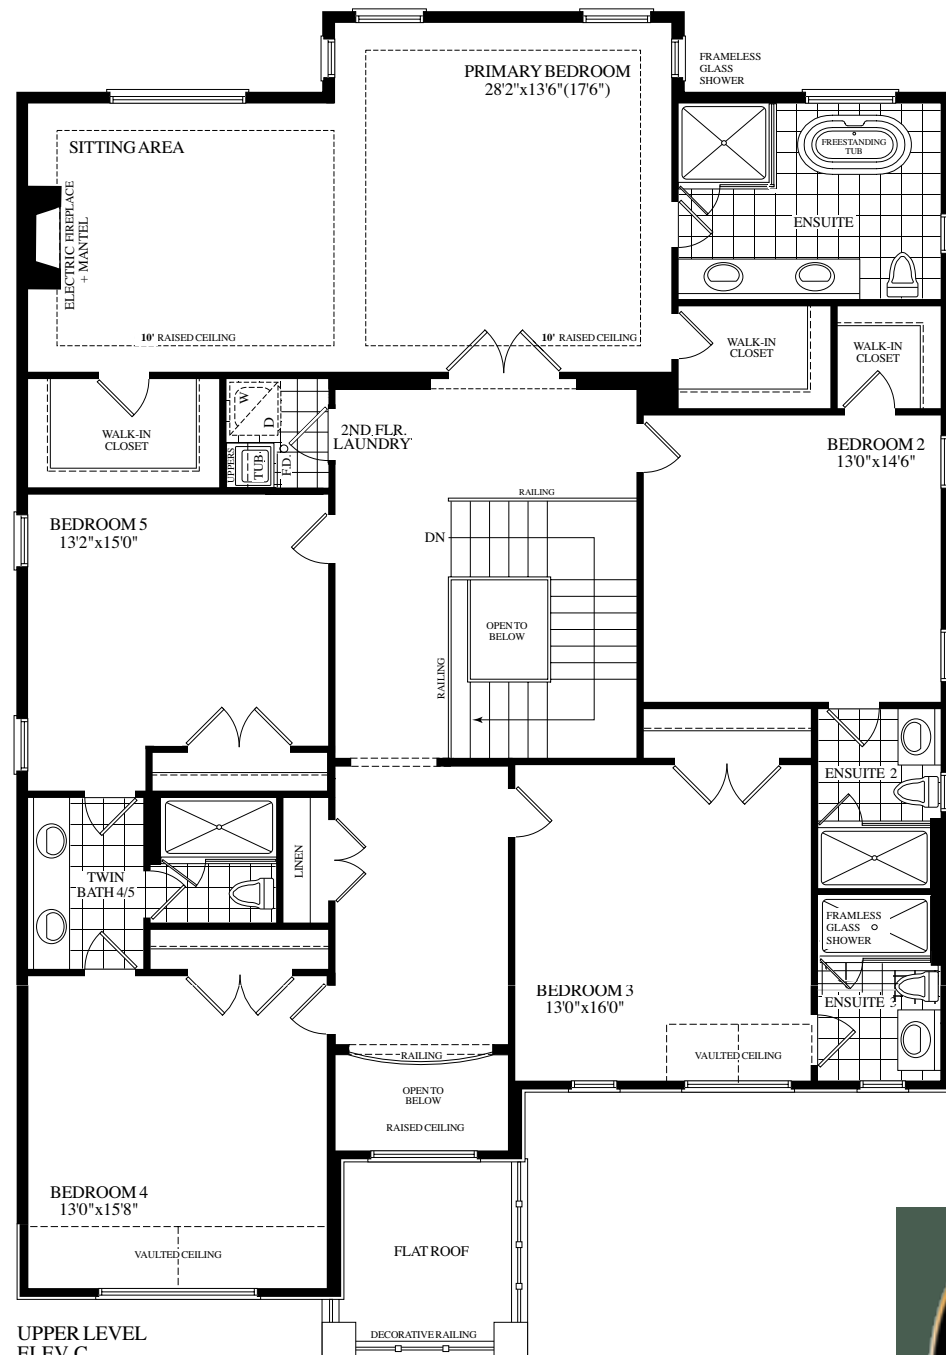 FRAMELESS
GLASS
SHOWER
PRIMARY BEDROOM
28'2"x13'6"(17'6")
SITTING AREA
ELECTRIC FIREPLACE
+ MANTEL
10' RAISED CEILING
10' RAISED CEILING
FREESTANDING
TUB
ENSUITE
WALK-IN
CLOSET
WALK-IN
CLOSET
WALK-IN
CLOSET
W
D
UPPERS
TUB
F.D.
2ND. FLR.
LAUNDRY
BEDROOM 2
13'0"x14'6"
BEDROOM 5
13'2"x15'0"
RAILING
DN
OPEN TO
BELOW
RAILING
ENSUITE 2
LINEN
TWIN
BATH 4/5
FRAMLESS
GLASS
SHOWER
BEDROOM 3
13'0"x16'0"
ENSUITE 3
VAULTED CEILING
RAILING
OPEN TO
BELOW
RAISED CEILING
BEDROOM 4
13'0"x15'8"
VAULTED CEILING
FLAT ROOF
DECORATIVE RAILING
UPPER LEVEL
ELEV. C